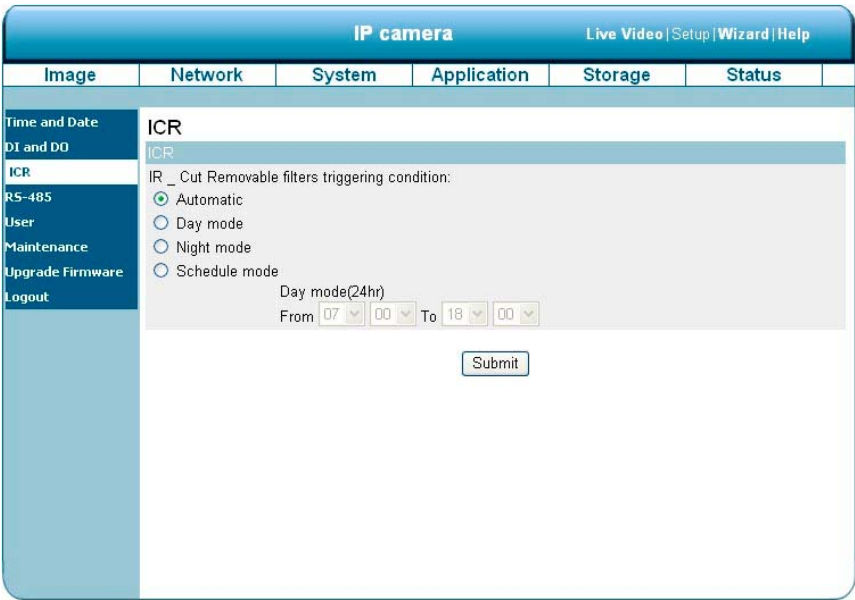 IP camera
Live Video|Setup|Wizard|Help
Image Network System Application Storage Status
Time and Date
DI and DO
ICR
RS-485
User
Maintenance
Upgrade Firmware
Logout
ICR
ICR
IR _ Cut Removable filters triggering condition:
Automatic
Day mode
Night mode
Schedule mode
Day mode(24hr)
From 07 00 To 18 00
Submit